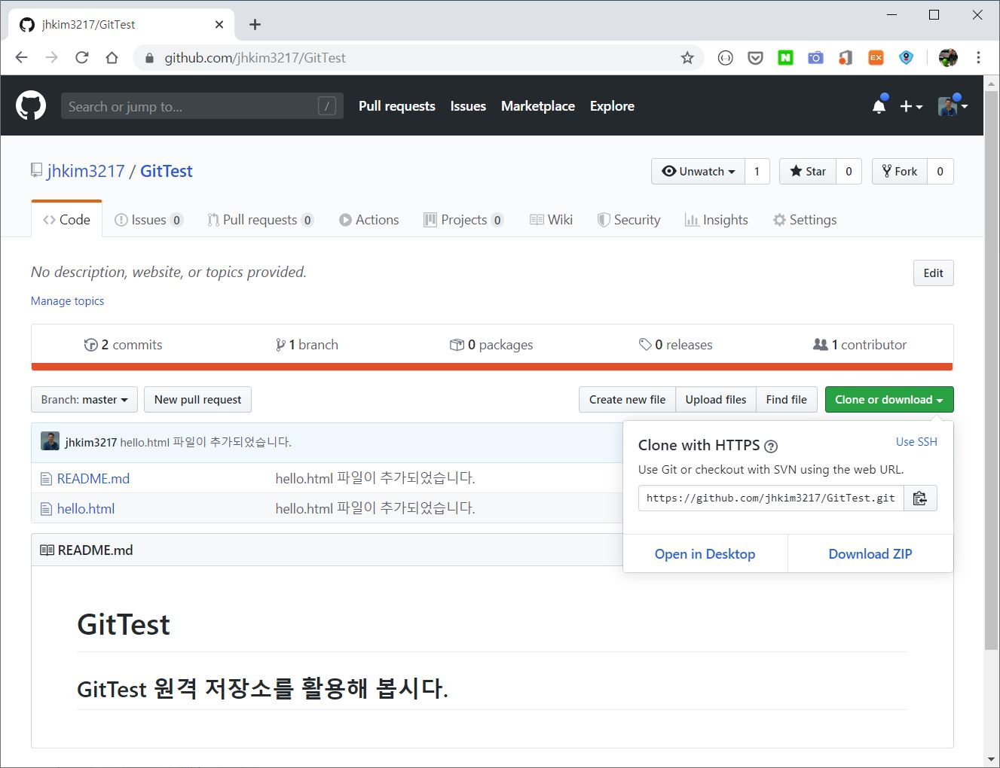 jhkim3217/GitTest
github.com/jhkim3217/GitTest
N
EX
Search or jump to... /
Pull requests Issues Marketplace Explore
jhkim3217 / GitTest
Unwatch 1 Star 0 Fork 0
Code Issues 0 Pull requests 0 Actions Projects 0 Wiki Security Insights Settings
No description, website, or topics provided.
Edit
Manage topics
2 commits 1 branch 0 packages 0 releases 1 contributor
Branch: master New pull request Create new file Upload files Find file Clone or download
jhkim3217 hello.html 파일이 추가되었습니다.
README.md hello.html 파일이 추가되었습니다.
hello.html hello.html 파일이 추가되었습니다.
Clone with HTTPS ? Use SSH
Use Git or checkout with SVN using the web URL.
https://github.com/jhkim3217/GitTest.git
Open in Desktop Download ZIP
README.md
GitTest
GitTest 원격 저장소를 활용해 봅시다.